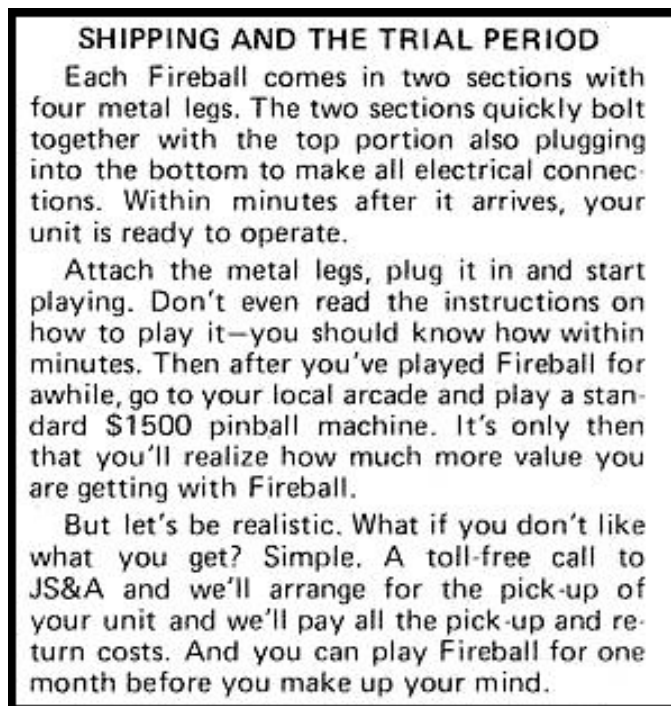 SHIPPING AND THE TRIAL PERIOD
Each Fireball comes in two sections with
four metal legs. The two sections quickly bolt
together with the top portion also plugging
into the bottom to make all electrical connec-
tions. Within minutes after it arrives, your
unit is ready to operate.
Attach the metal legs, plug it in and start
playing. Don't even read the instructions on
how to play it—you should know how within
minutes. Then after you've played Fireball for
awhile, go to your local arcade and play a stan-
dard $1500 pinball machine. It's only then
that you'll realize how much more value you
are getting with Fireball.
But let's be realistic. What if you don't like
what you get? Simple. A toll-free call to
JS&A and we'll arrange for the pick-up of
your unit and we'll pay all the pick-up and re-
turn costs. And you can play Fireball for one
month before you make up your mind.